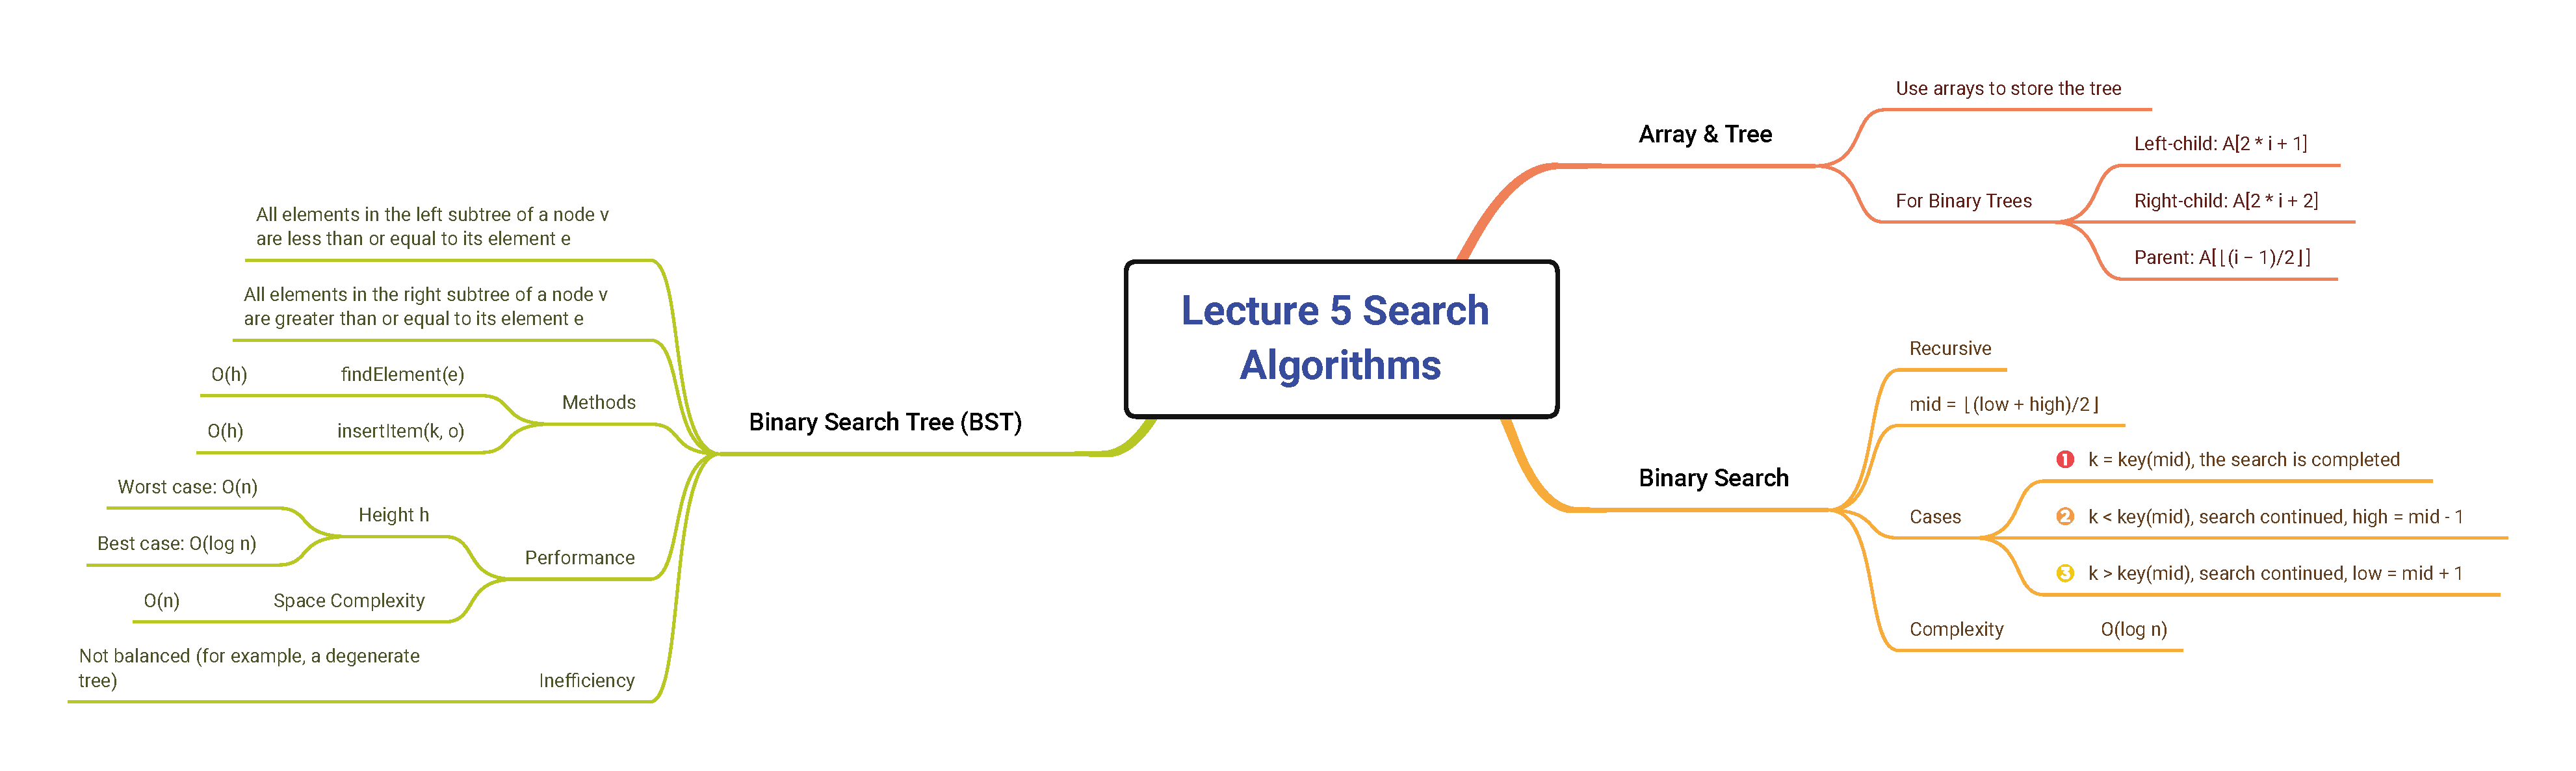 Lecture 5 Search
Algorithms
Array & Tree
Use arrays to store the tree
For Binary Trees
Left-child: A[2 * i + 1]
Right-child: A[2 * i + 2]
Parent: A[⌊(i − 1)/2⌋]
Binary Search
Recursive
mid = ⌊(low + high)/2⌋
Cases
❶ k = key(mid), the search is completed
❷ k < key(mid), search continued, high = mid - 1
❸ k > key(mid), search continued, low = mid + 1
Complexity
O(log n)
Binary Search Tree (BST)
All elements in the left subtree of a node v
are less than or equal to its element e
All elements in the right subtree of a node v
are greater than or equal to its element e
Methods
findElement(e)
O(h)
insertItem(k, o)
O(h)
Performance
Height h
Worst case: O(n)
Best case: O(log n)
Space Complexity
O(n)
Inefficiency
Not balanced (for example, a degenerate
tree)